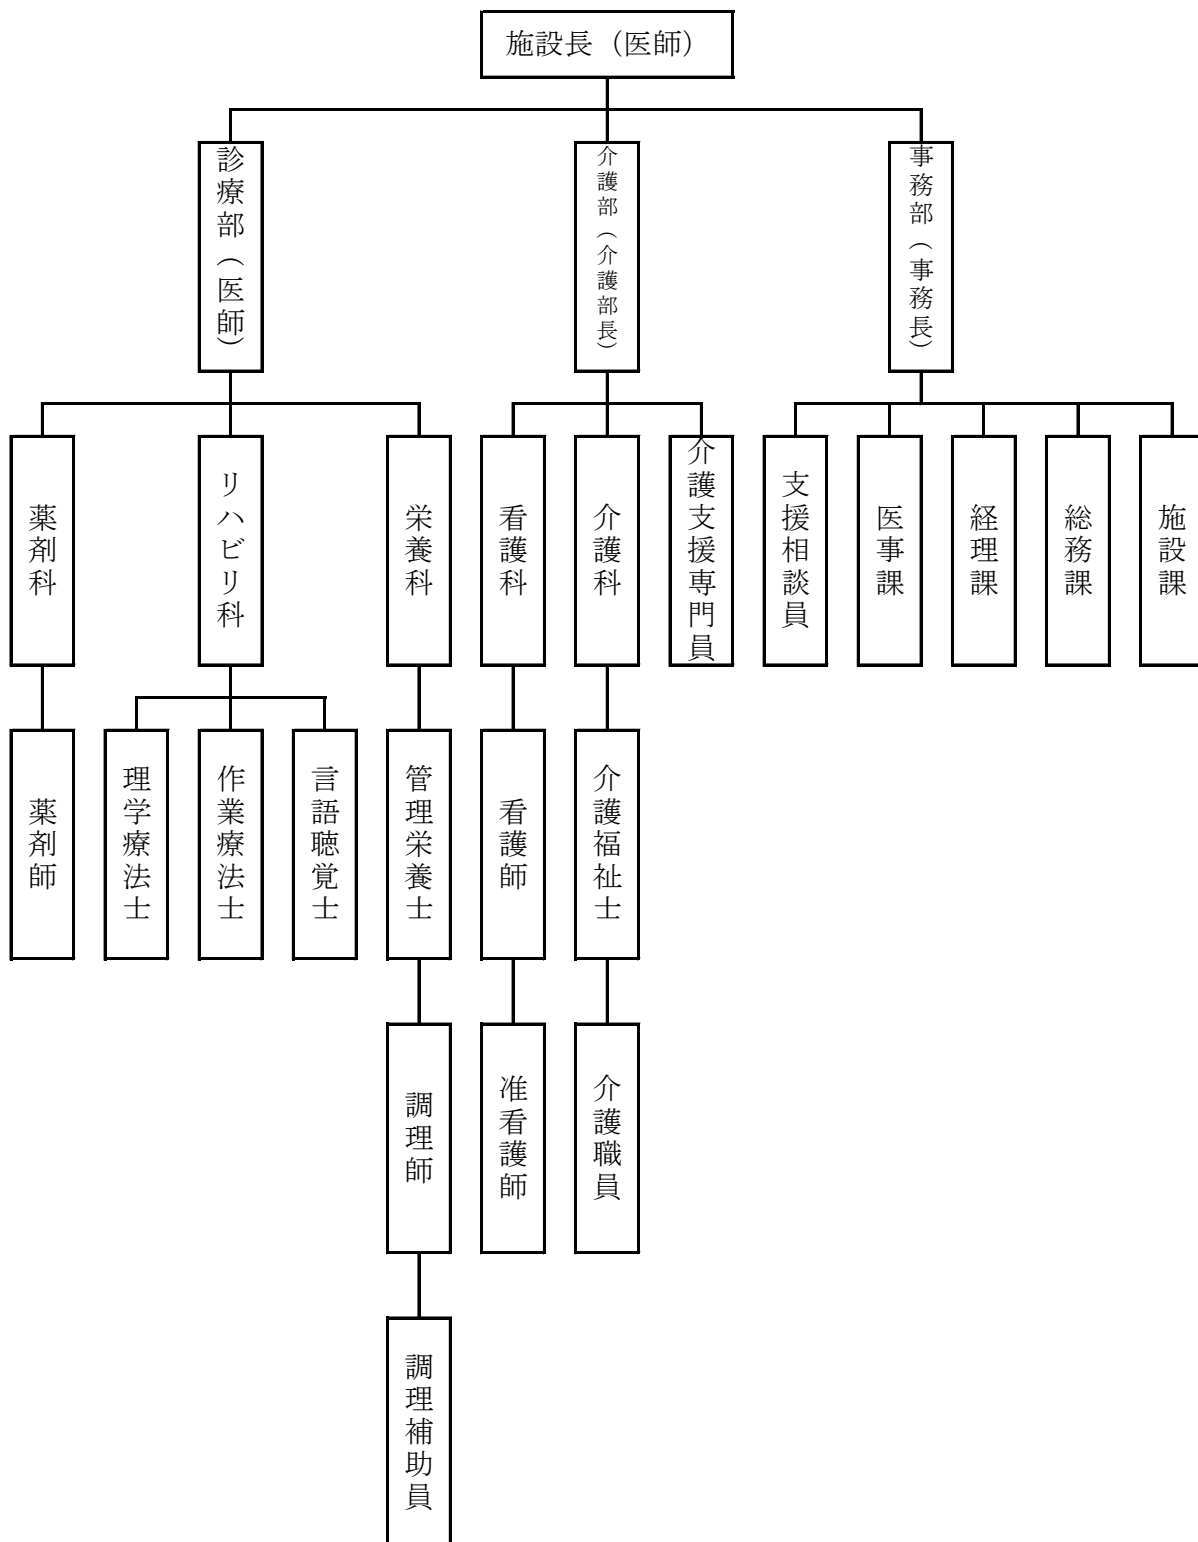 施設長（医師）
診療部（医師）
介護部（介護部長）
事務部（事務長）
薬剤科
リハビリ科
栄養科
看護科
介護科
介護支援専門員
支援相談員
医事課
経理課
総務課
施設課
薬剤師
理学療法士
作業療法士
言語聴覚士
管理栄養士
看護師
介護福祉士
調理師
准看護師
介護職員
調理補助員